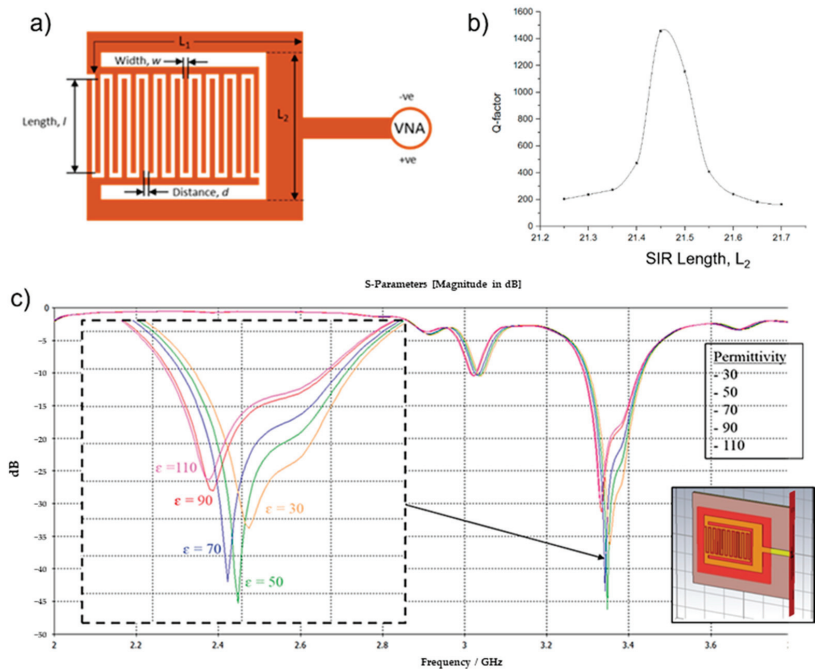 a)
L1
Width, w
Length, l
L2
-ve
VNA
+ve
Distance, d
b)
1600
1400
1200
1000
800
600
400
200
0
Q-factor
21.2 21.3 21.4 21.5 21.6 21.7
SIR Length, L2
S-Parameters [Magnitude in dB]
c)
0
-5
-10
-15
-20
-25
-30
-35
-40
-45
-50
dB
ε =110
ε = 90
ε = 30
ε = 70
ε = 50
Permittivity
- 30
- 50
- 70
- 90
- 110
2 2.2 2.4 2.6 2.8 3 3.2 3.4 3.6 3.
Frequency / GHz